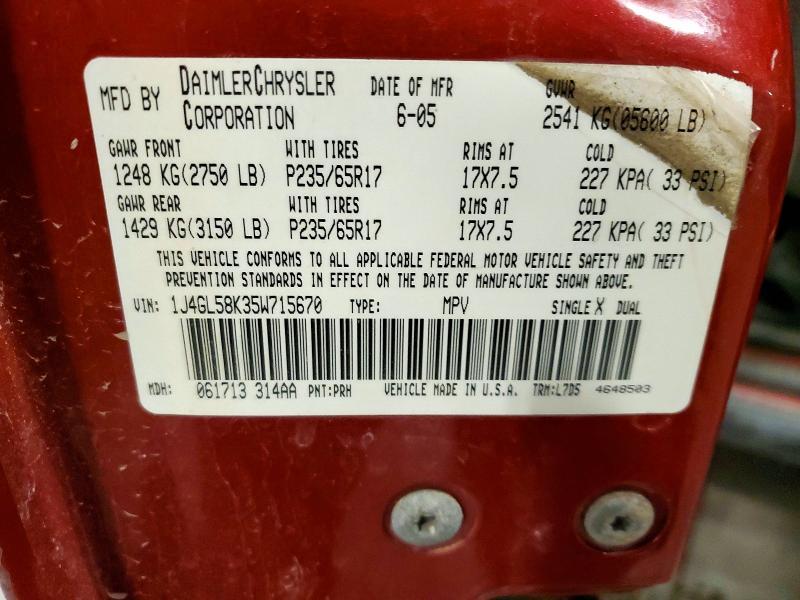 MFD BY DAIMLERCHRYSLER CORPORATION DATE OF MFR 6-05 GVWR 2541 KG(05600 LB)
GAWR FRONT WITH TIRES RIMS AT COLD
1248 KG(2750 LB) P235/65R17 17X7.5 227 KPA( 33 PSI)
GAWR REAR WITH TIRES RIMS AT COLD
1429 KG(3150 LB) P235/65R17 17X7.5 227 KPA( 33 PSI)
THIS VEHICLE CONFORMS TO ALL APPLICABLE FEDERAL MOTOR VEHICLE SAFETY AND THEFT
PREVENTION STANDARDS IN EFFECT ON THE DATE OF MANUFACTURE SHOWN ABOVE.
VIN: 1J4GL58K35W715670 TYPE: MPV SINGLE X DUAL
MDH: 061713 314AA PNT:PRH VEHICLE MADE IN U.S.A. TRM:L7D5 4648503